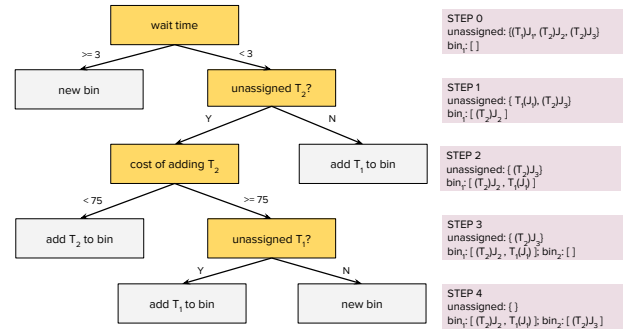 wait time
>= 3
< 3
new bin
unassigned T₂?
Y
N
cost of adding T₂
add T₁ to bin
< 75
>= 75
add T₂ to bin
unassigned T₁?
Y
N
add T₁ to bin
new bin
STEP 0
unassigned: {(T₁)J₁, (T₂)J₂, (T₂)J₃}
bin₁: [ ]
STEP 1
unassigned: { T₁(J₁), (T₂)J₃}
bin₁: [ (T₂)J₂ ]
STEP 2
unassigned: { (T₂)J₃}
bin₁: [ (T₂)J₂ , T₁(J₁) ]
STEP 3
unassigned: { (T₂)J₃}
bin₁: [ (T₂)J₂ , T₁(J₁) ]; bin₂: [ ]
STEP 4
unassigned: { }
bin₁: [ (T₂)J₂ , T₁(J₁) ]; bin₂: [ (T₂)J₃ ]